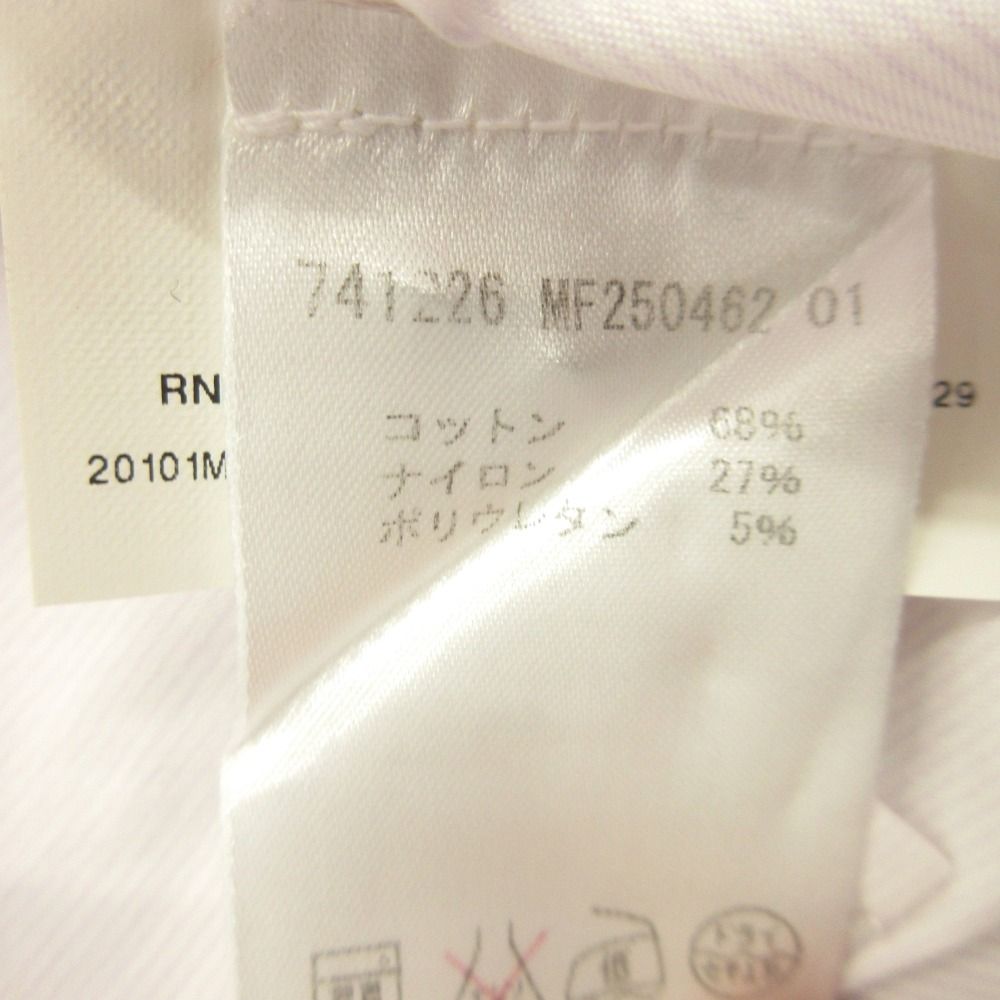 741226 MF250462 01
RN 29
コットン 68%
20101M
ナイロン 27%
ポリウレタン 5%
低